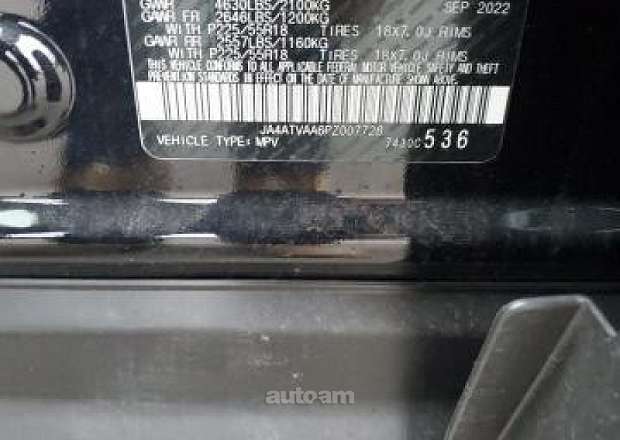 GVWR 4630LBS/2100KG SEP 2022
GAWR FR 2646LBS/1200KG
WITH P225/55R18 TIRES 18X7.0J RIMS
GAWR RR 2557LBS/1160KG
WITH P225/55R18 TIRES 18X7.0J RIMS
THIS VEHICLE CONFORMS TO ALL APPLICABLE FEDERAL MOTOR VEHICLE SAFETY AND THEFT
PREVENTION STANDARDS IN EFFECT ON THE DATE OF MANUFACTURE SHOWN ABOVE.
JA4ATVAA6PZ007726
VEHICLE TYPE: MPV 536
autoam